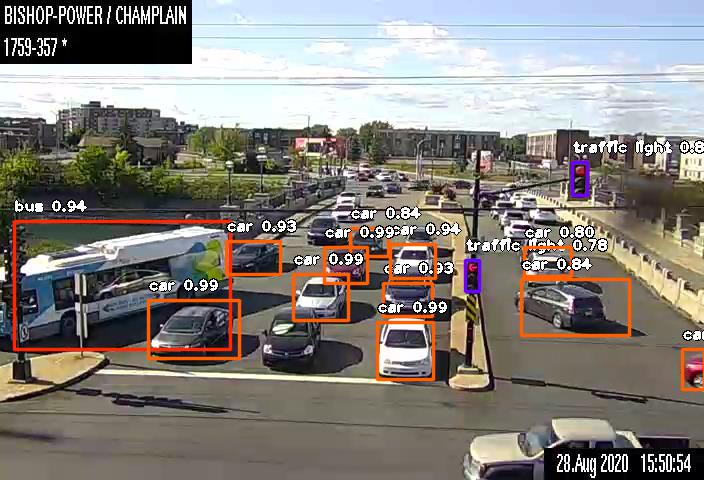 BISHOP-POWER / CHAMPLAIN
1759-357 *
traffic light 0.8
bus 0.94
car 0.93
car 0.84
car 0.99
car 0.94
car 0.80
traffic light 0.78
car 0.99
car 0.93
car 0.84
car 0.99
car 0.99
ca
28.Aug 2020 15:50:54